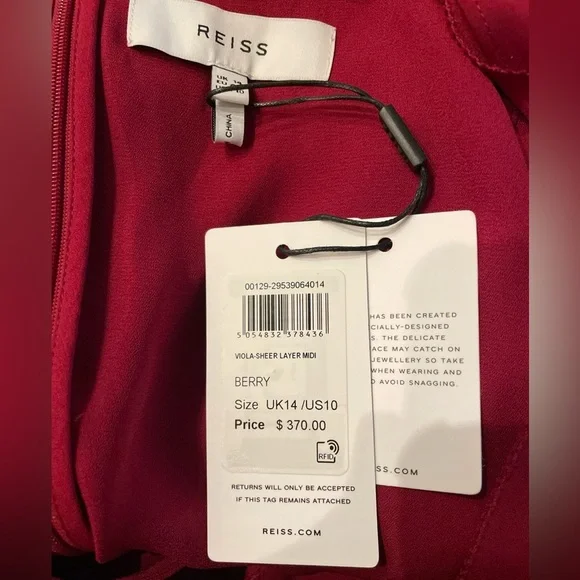 REISS
CHINA
00129-29539064014
5 054832 378436
VIOLA-SHEER LAYER MIDI
BERRY
Size UK14 /US10
Price $ 370.00
RFID
RETURNS WILL ONLY BE ACCEPTED
IF THIS TAG REMAINS ATTACHED
REISS.COM
HAS BEEN CREATED
CIALLY-DESIGNED
S. THE DELICATE
ACE MAY CATCH ON
JEWELLERY SO TAKE
WHEN WEARING AND
O AVOID SNAGGING.
SS.COM